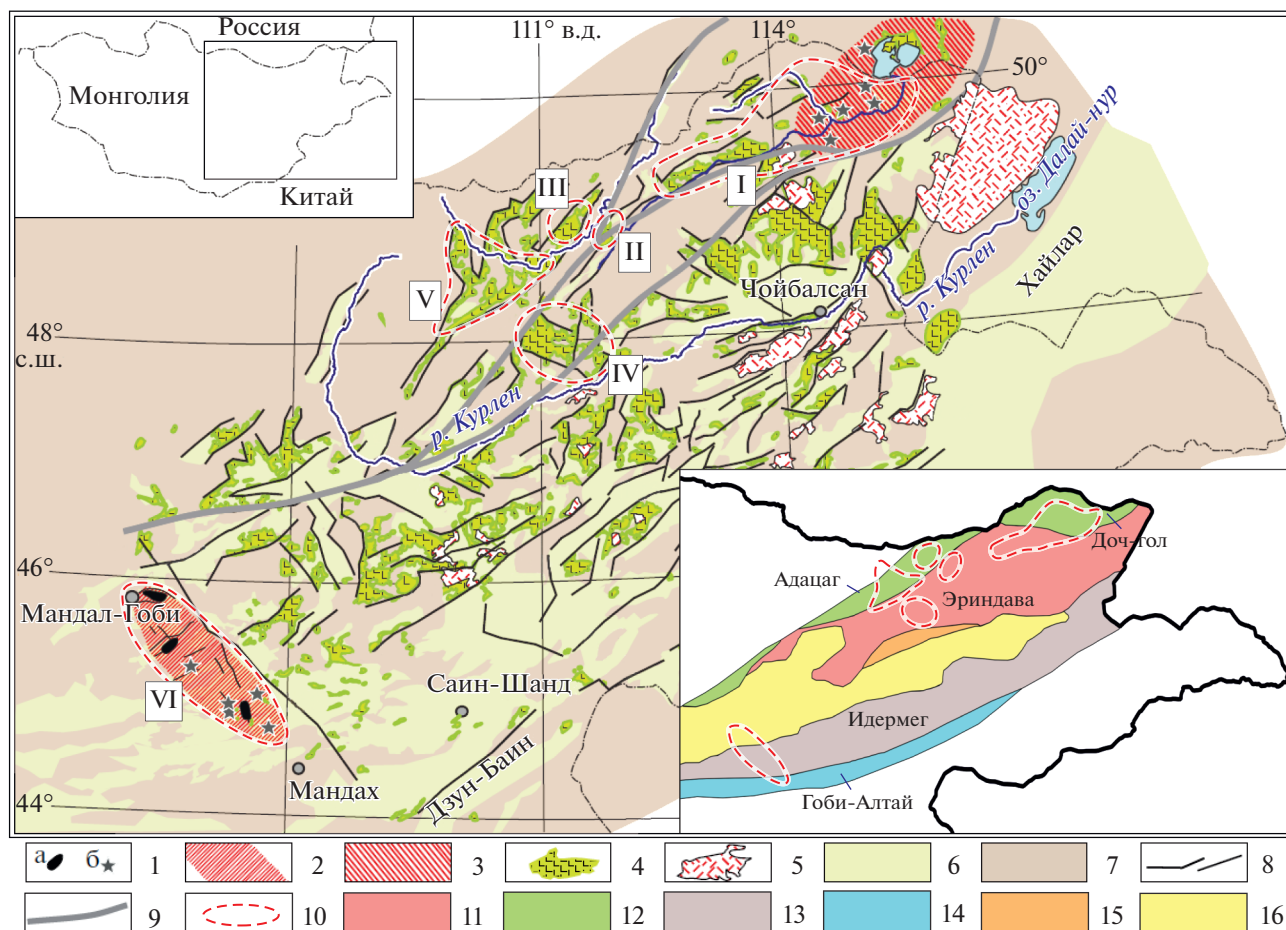 Россия
Монголия
Китай
111° в.д.
114
50°
III
I
II
V
оз. Далай-нур
Хайлар
р. Курлен
Чойбалсан
48°
с.ш.
IV
р. Курлен
46°
Мандал-Гоби
VI
Саин-Шанд
Мандах
Дзун-Баин
44°
Доч-гол
Адацаг
Эриндава
Идермег
Гоби-Алтай
а б 1 2 3 4 5 6 7 8
9 10 11 12 13 14 15 16